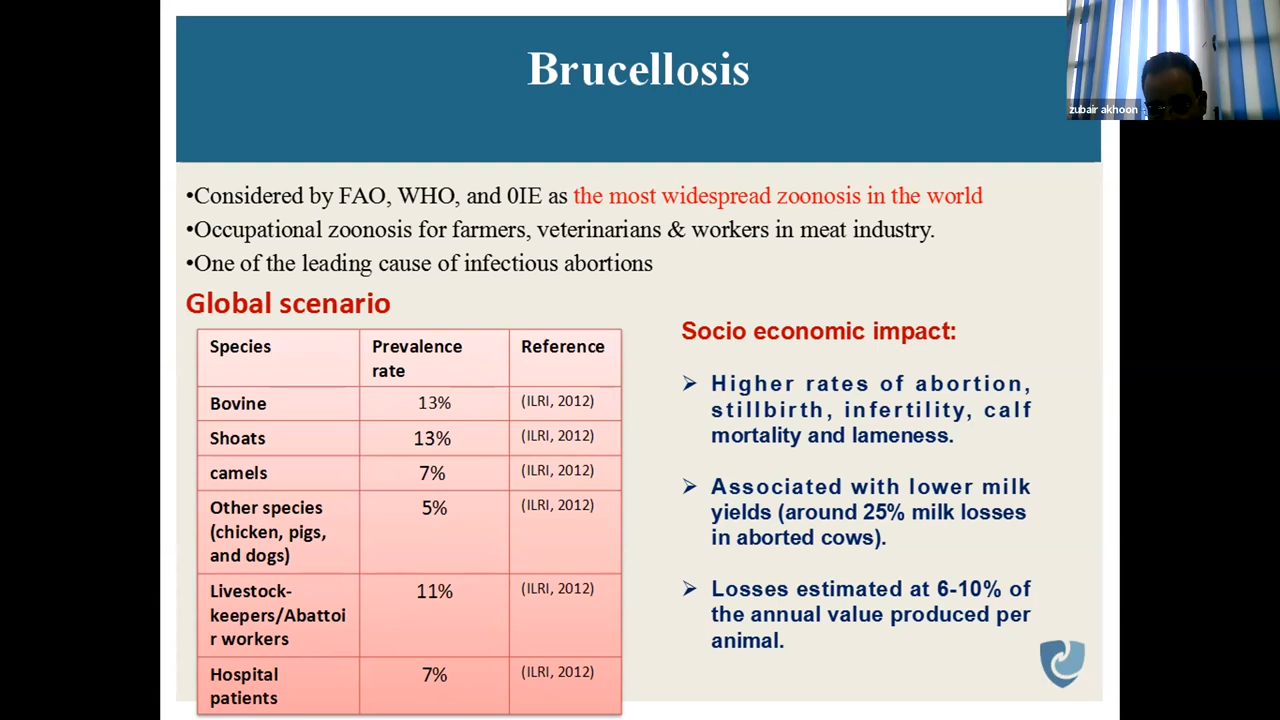 Brucellosis
zubair akhoon
•Considered by FAO, WHO, and 0IE as the most widespread zoonosis in the world
•Occupational zoonosis for farmers, veterinarians & workers in meat industry.
•One of the leading cause of infectious abortions
Global scenario
Species Prevalence rate Reference
Bovine 13% (ILRI, 2012)
Shoats 13% (ILRI, 2012)
camels 7% (ILRI, 2012)
Other species 5% (ILRI, 2012)
(chicken, pigs,
and dogs)
Livestock- 11% (ILRI, 2012)
keepers/Abattoi
r workers
Hospital 7% (ILRI, 2012)
patients
Socio economic impact:
➢ Higher rates of abortion,
stillbirth, infertility, calf
mortality and lameness.
➢ Associated with lower milk
yields (around 25% milk losses
in aborted cows).
➢ Losses estimated at 6-10% of
the annual value produced per
animal.